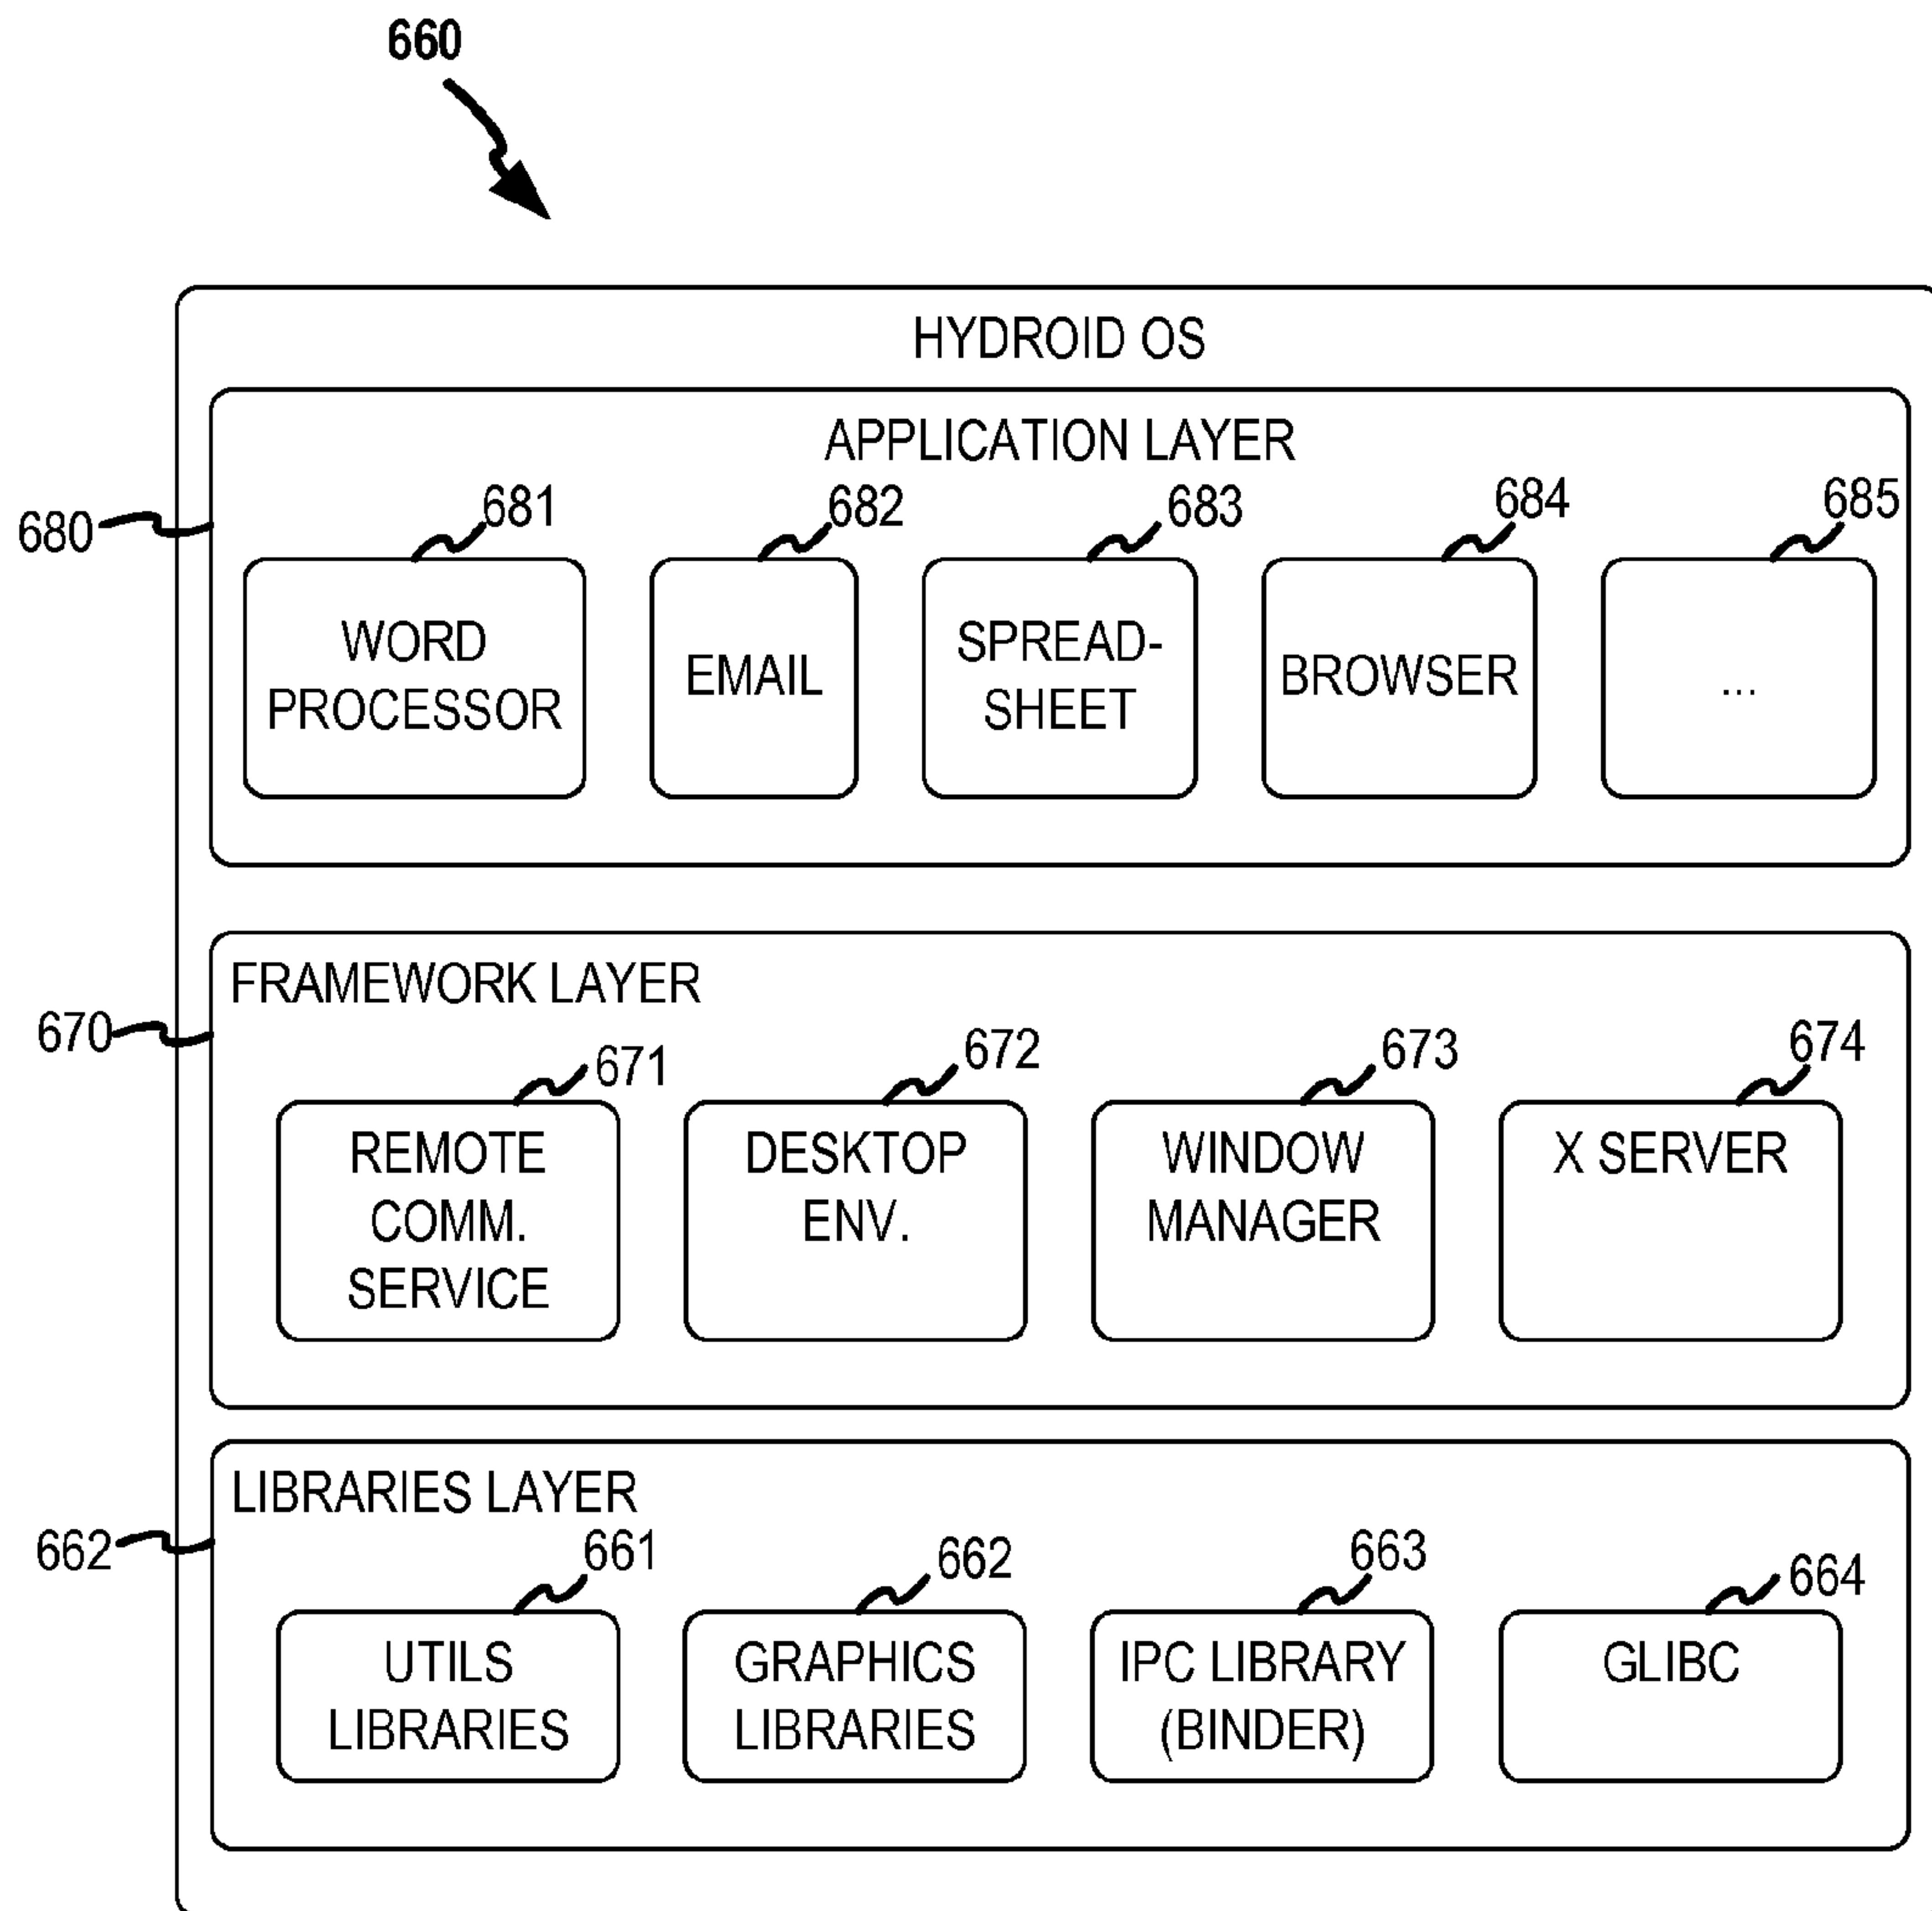 660
HYDROID OS
APPLICATION LAYER
680
681
682
683
684
685
WORD
PROCESSOR
EMAIL
SPREAD-
SHEET
BROWSER
...
FRAMEWORK LAYER
670
671
672
673
674
REMOTE
COMM.
SERVICE
DESKTOP
ENV.
WINDOW
MANAGER
X SERVER
LIBRARIES LAYER
662
661
662
663
664
UTILS
LIBRARIES
GRAPHICS
LIBRARIES
IPC LIBRARY
(BINDER)
GLIBC